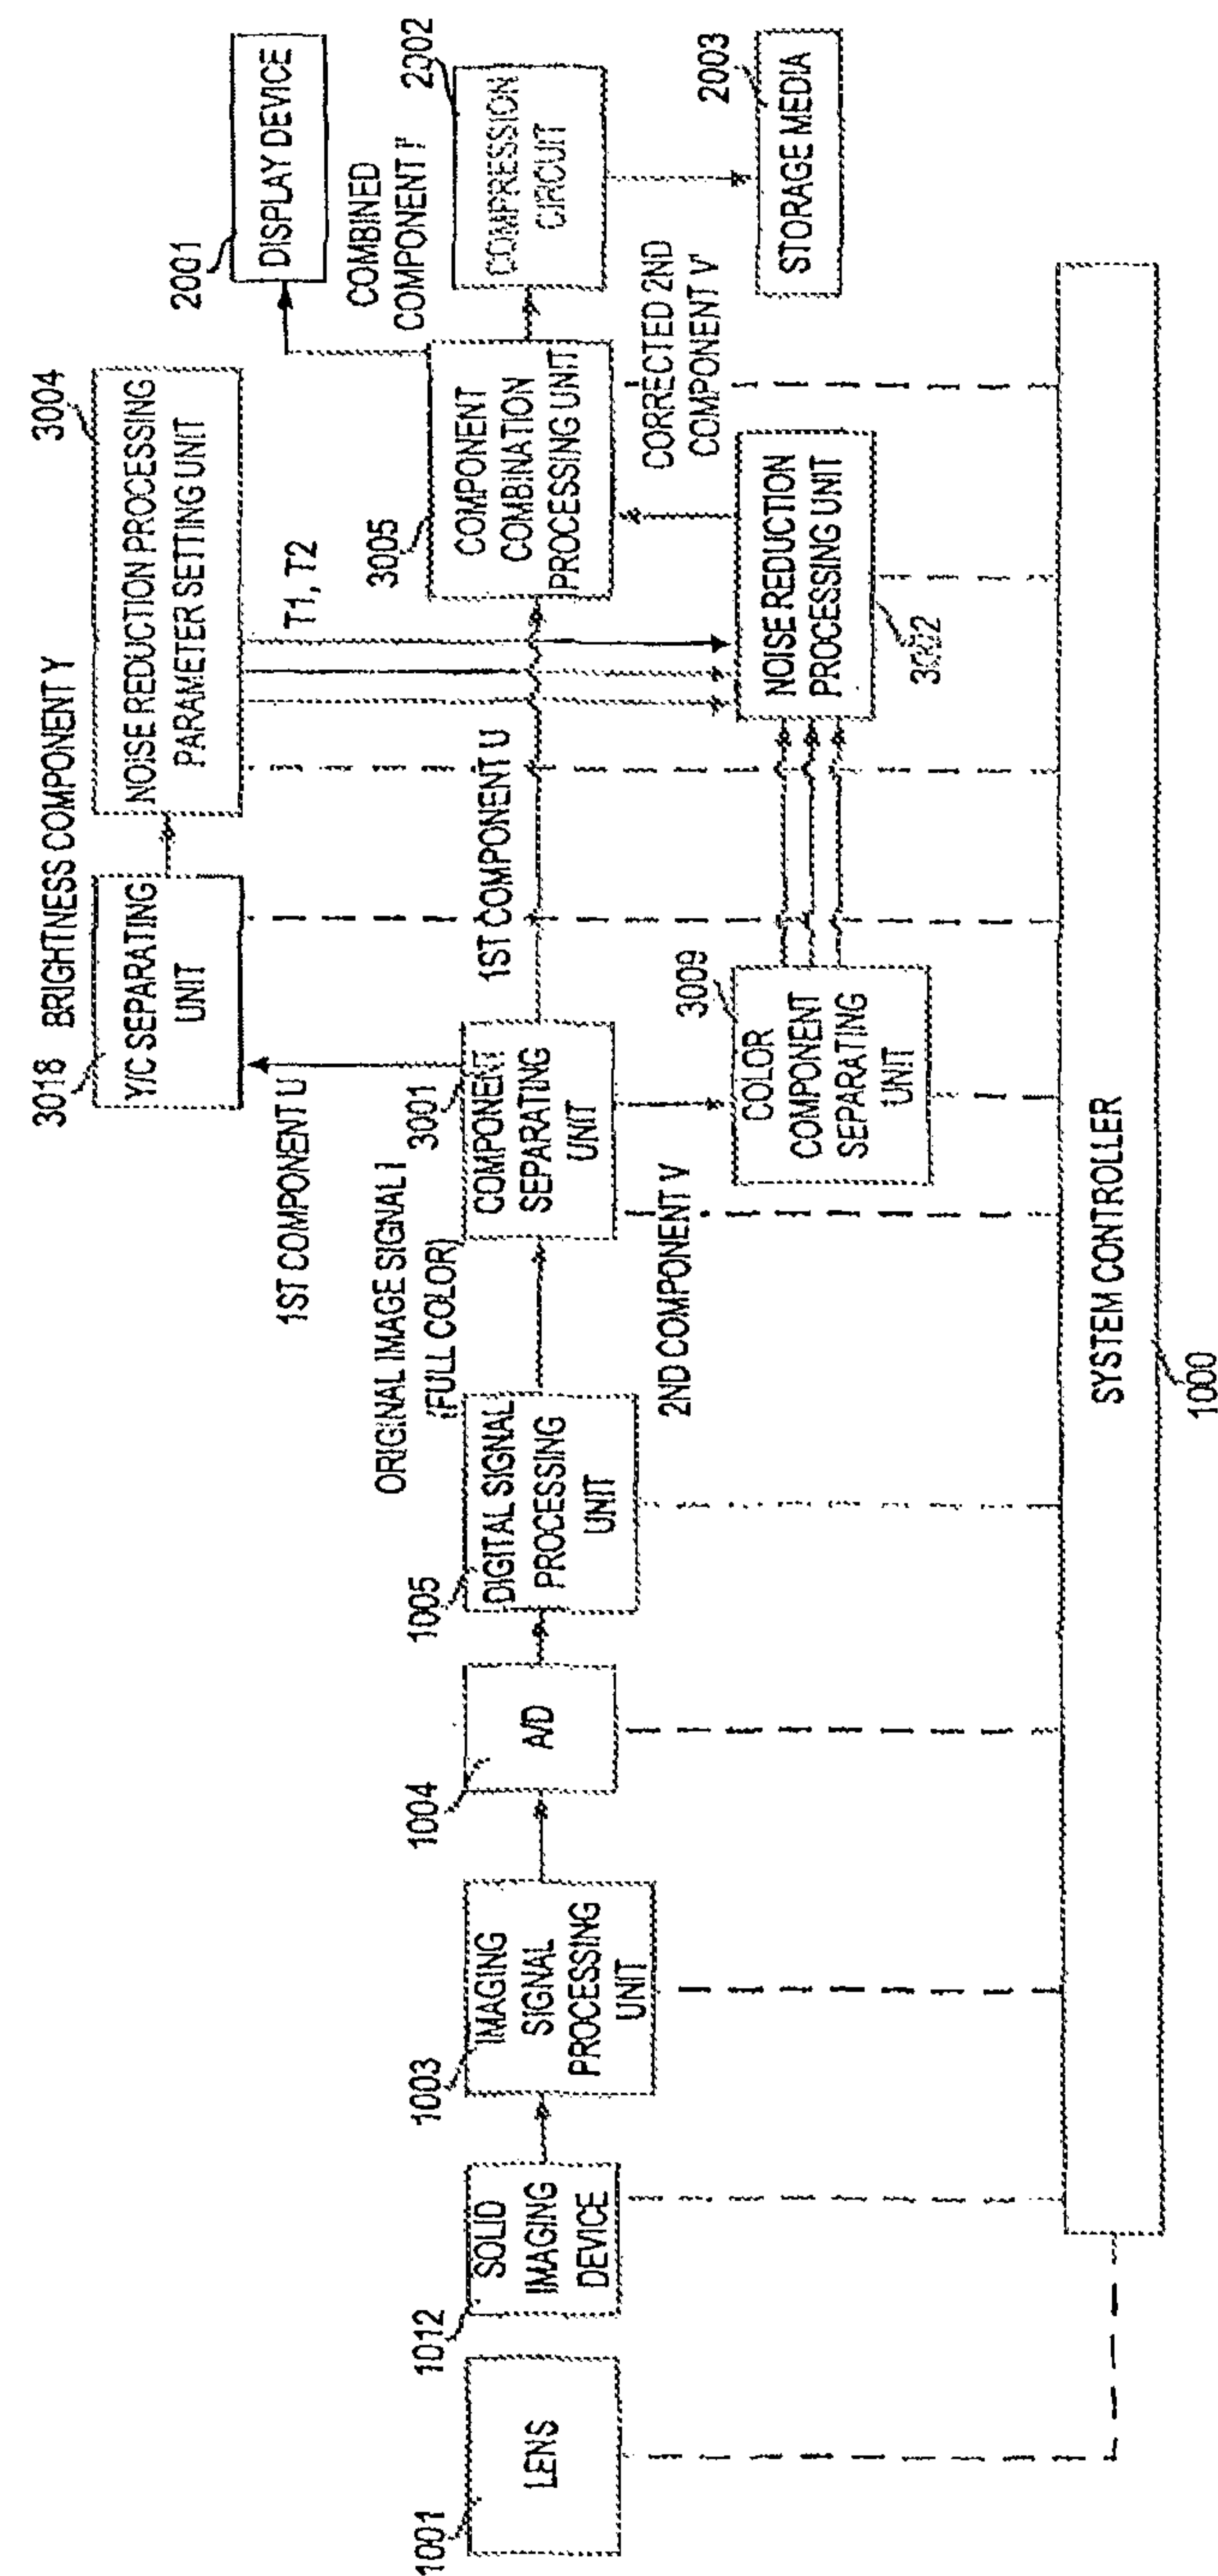 3018
BRIGHTNESS COMPONENT Y
3004
Y/C SEPARATING
UNIT
NOISE REDUCTION PROCESSING
PARAMETER SETTING UNIT
2001
DISPLAY DEVICE
1ST COMPONENT U
T1, T2
COMBINED
COMPONENT I'
ORIGINAL IMAGE SIGNAL I
(FULL COLOR)
3001
1ST COMPONENT U
3005
2002
1001
LENS
1012
SOLID
IMAGING
DEVICE
1003
IMAGING
SIGNAL
PROCESSING
UNIT
1004
A/D
1005
DIGITAL SIGNAL
PROCESSING
UNIT
COMPONENT
SEPARATING
UNIT
COMPONENT
COMBINATION
PROCESSING UNIT
COMPRESSION
CIRCUIT
2ND COMPONENT V
3009
COLOR
COMPONENT
SEPARATING
UNIT
NOISE REDUCTION
PROCESSING UNIT
3002
CORRECTED 2ND
COMPONENT V'
2003
STORAGE MEDIA
SYSTEM CONTROLLER
1000